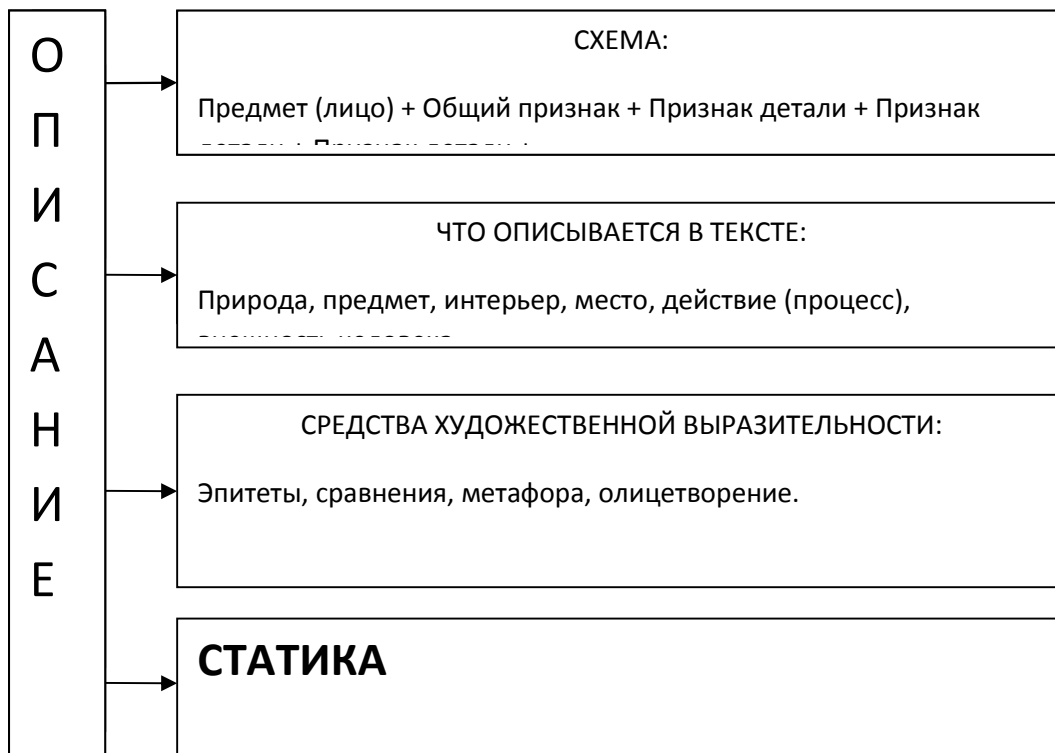 ОПИСАНИЕ
СХЕМА:
Предмет (лицо) + Общий признак + Признак детали + Признак
ЧТО ОПИСЫВАЕТСЯ В ТЕКСТЕ:
Природа, предмет, интерьер, место, действие (процесс),
СРЕДСТВА ХУДОЖЕСТВЕННОЙ ВЫРАЗИТЕЛЬНОСТИ:
Эпитеты, сравнения, метафора, олицетворение.
СТАТИКА